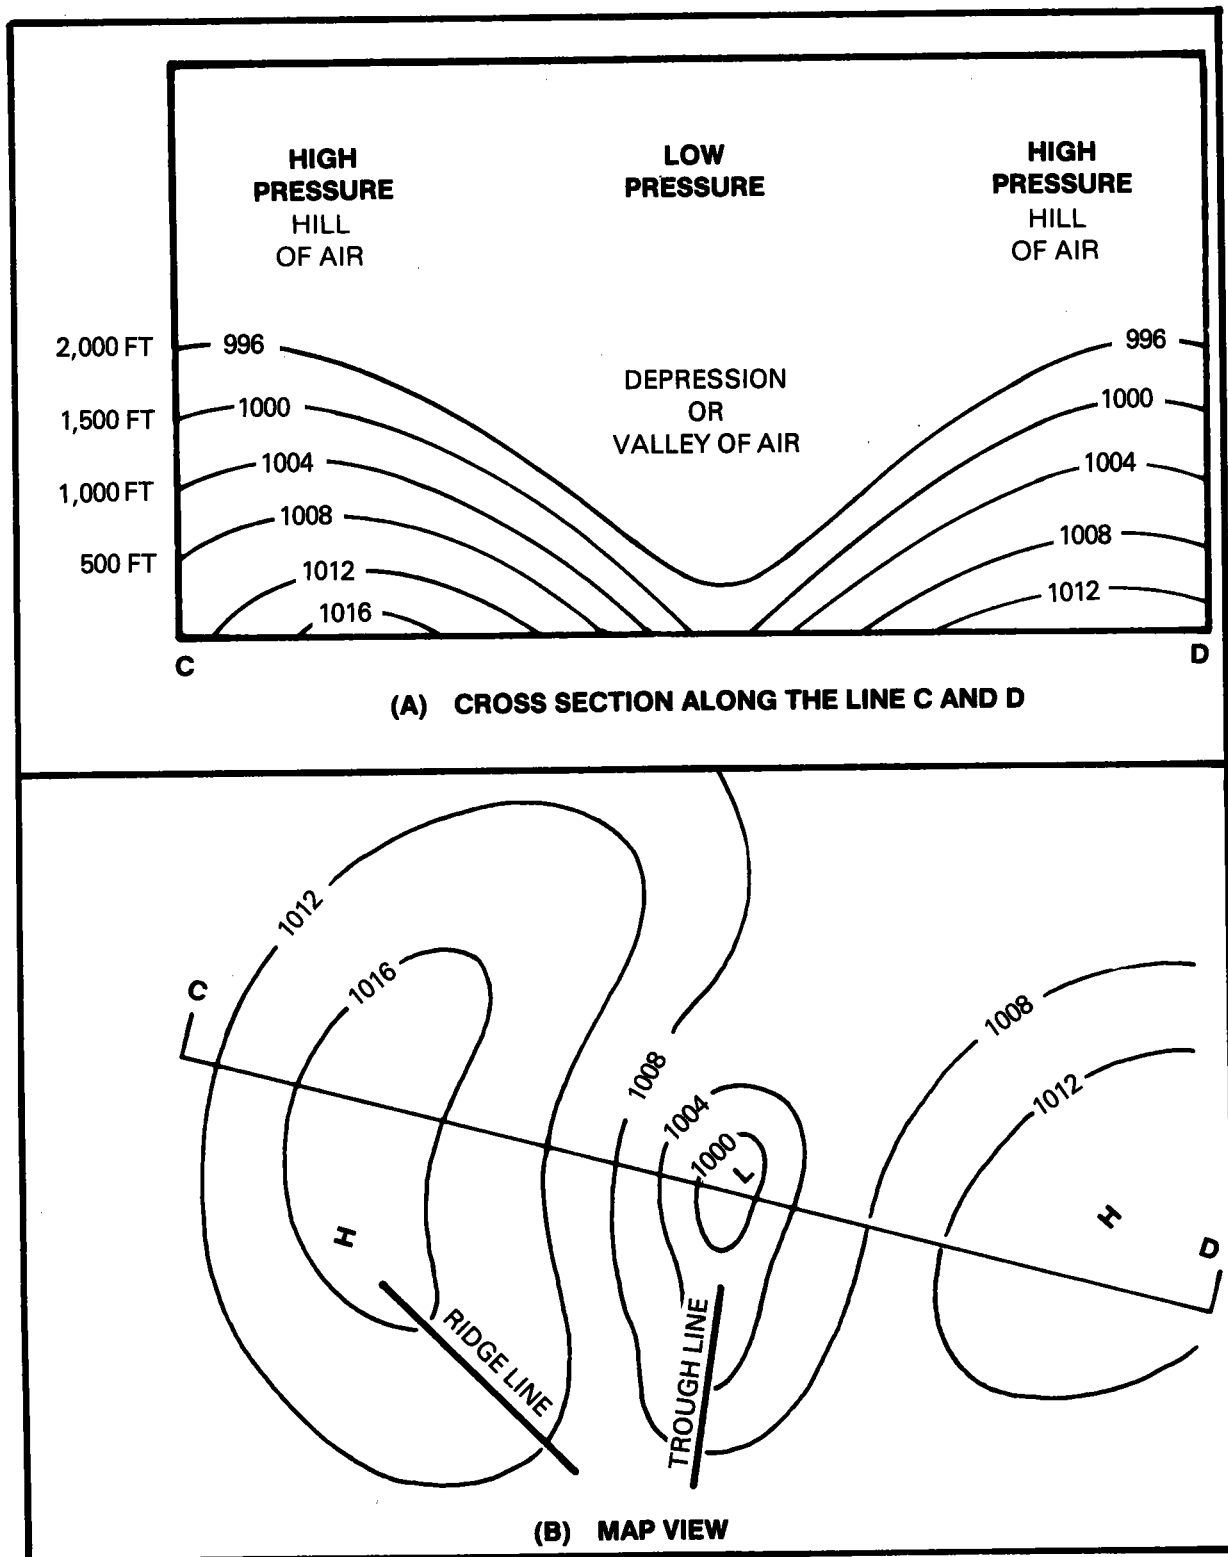 HIGH
PRESSURE
HILL
OF AIR
LOW
PRESSURE
HIGH
PRESSURE
HILL
OF AIR
DEPRESSION
OR
VALLEY OF AIR
2,000 FT
1,500 FT
1,000 FT
500 FT
996
1000
1004
1008
1012
1016
996
1000
1004
1008
1012
C
D
(A) CROSS SECTION ALONG THE LINE C AND D
1012
1016
C
1008
1004
1000
L
1008
1012
H
D
H
RIDGE LINE
TROUGH LINE
(B) MAP VIEW